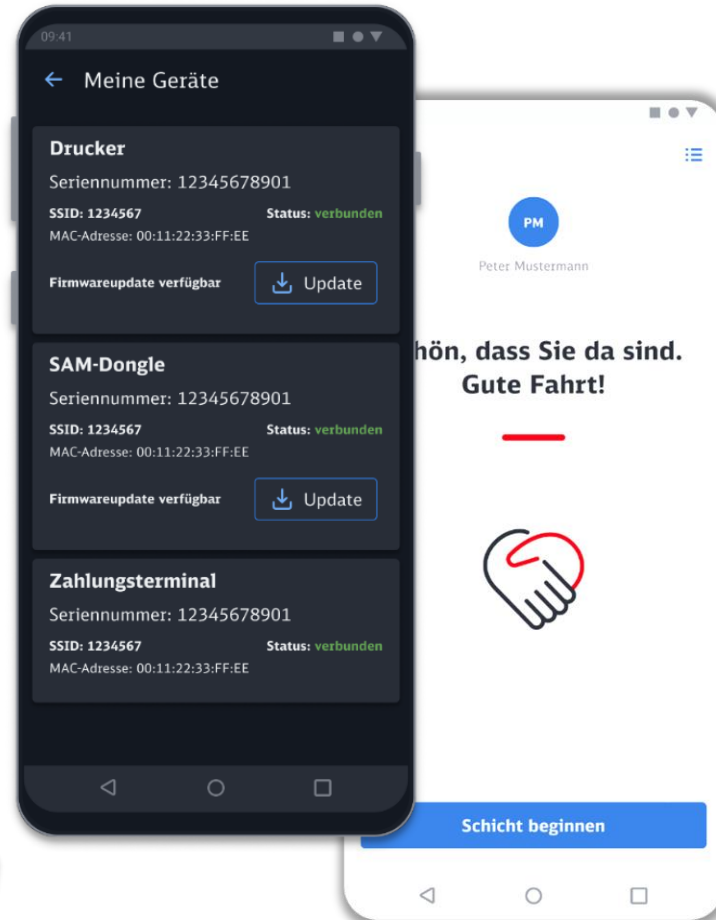 09:41
Meine Geräte
Drucker
Seriennummer: 12345678901
SSID: 1234567 Status: verbunden
MAC-Adresse: 00:11:22:33:FF:EE
Firmwareupdate verfügbar Update
SAM-Dongle
Seriennummer: 12345678901
SSID: 1234567 Status: verbunden
MAC-Adresse: 00:11:22:33:FF:EE
Firmwareupdate verfügbar Update
Zahlungsterminal
Seriennummer: 12345678901
SSID: 1234567 Status: verbunden
MAC-Adresse: 00:11:22:33:FF:EE
PM
Peter Mustermann
hön, dass Sie da sind.
Gute Fahrt!
Schicht beginnen